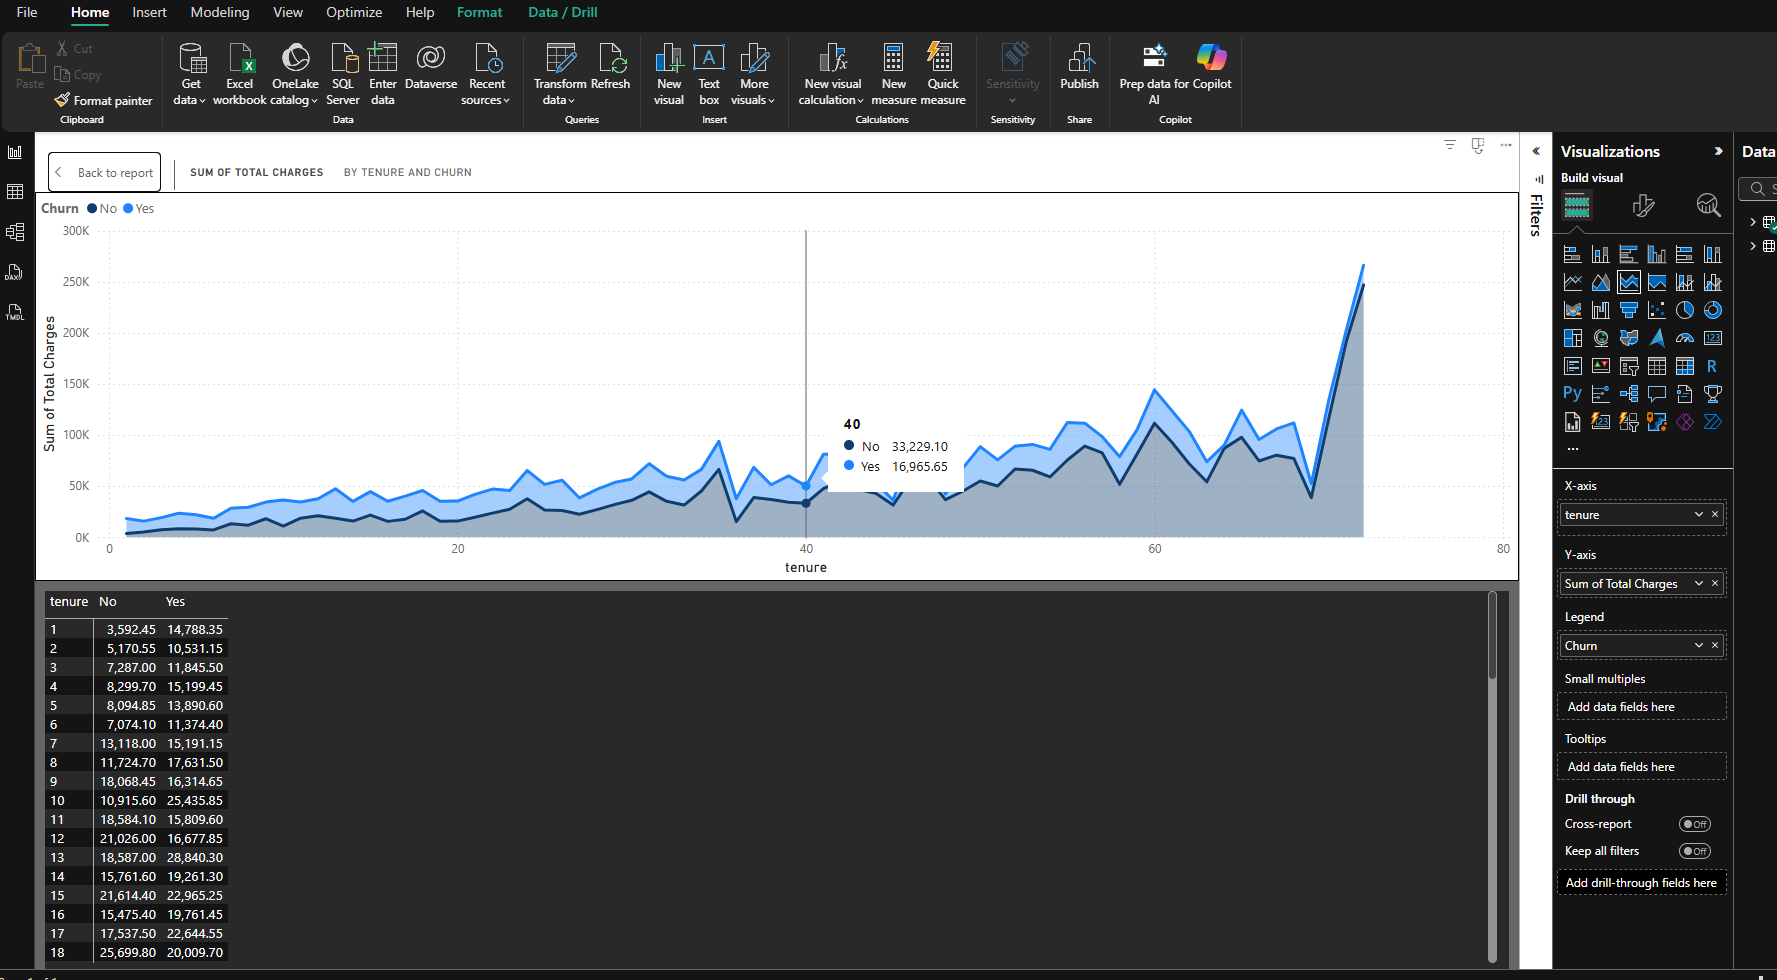 File Home Insert Modeling View Optimize Help Format Data / Drill
Paste
Cut
Copy
Format painter
Clipboard
Get data
Excel workbook
OneLake catalog
SQL Server
Enter data
Dataverse
Recent sources
Data
Transform data
Refresh
Queries
New visual
Text box
More visuals
Insert
New visual calculation
New measure
Quick measure
Calculations
Sensitivity
Sensitivity
Publish
Share
Prep data for AI
Copilot
Copilot
DAX
TMDL
Back to report
SUM OF TOTAL CHARGES BY TENURE AND CHURN
Churn No Yes
Sum of Total Charges
300K
250K
200K
150K
100K
50K
0K
0 20 40 60 80
tenure
40
No 33,229.10
Yes 16,965.65
tenure No Yes
1 3,592.45 14,788.35
2 5,170.55 10,531.15
3 7,287.00 11,845.50
4 8,299.70 15,199.45
5 8,094.85 13,890.60
6 7,074.10 11,374.40
7 13,118.00 15,191.15
8 11,724.70 17,631.50
9 18,068.45 16,314.65
10 10,915.60 25,435.85
11 18,584.10 15,809.60
12 21,026.00 16,677.85
13 18,587.00 28,840.30
14 15,761.60 19,261.30
15 21,614.40 22,965.25
16 15,475.40 19,761.45
17 17,537.50 22,644.55
18 25,699.80 20,009.70
Filters
Visualizations
Build visual
123
R
Py
123
X-axis
tenure
Y-axis
Sum of Total Charges
Legend
Churn
Small multiples
Add data fields here
Tooltips
Add data fields here
Drill through
Cross-report Off
Keep all filters Off
Add drill-through fields here
Data